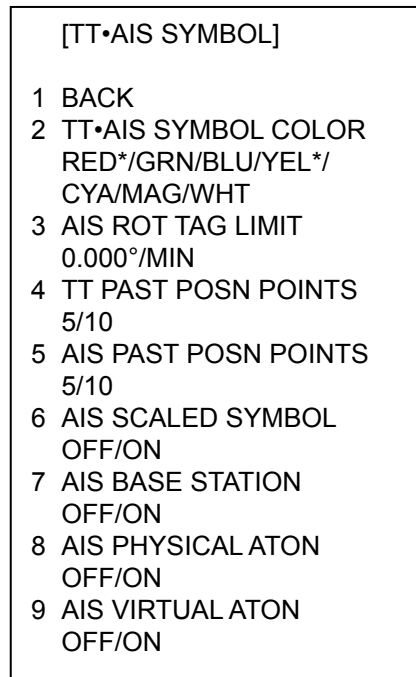 [TT•AIS SYMBOL]
1 BACK
2 TT•AIS SYMBOL COLOR
RED*/GRN/BLU/YEL*/
CYA/MAG/WHT
3 AIS ROT TAG LIMIT
0.000°/MIN
4 TT PAST POSN POINTS
5/10
5 AIS PAST POSN POINTS
5/10
6 AIS SCALED SYMBOL
OFF/ON
7 AIS BASE STATION
OFF/ON
8 AIS PHYSICAL ATON
OFF/ON
9 AIS VIRTUAL ATON
OFF/ON